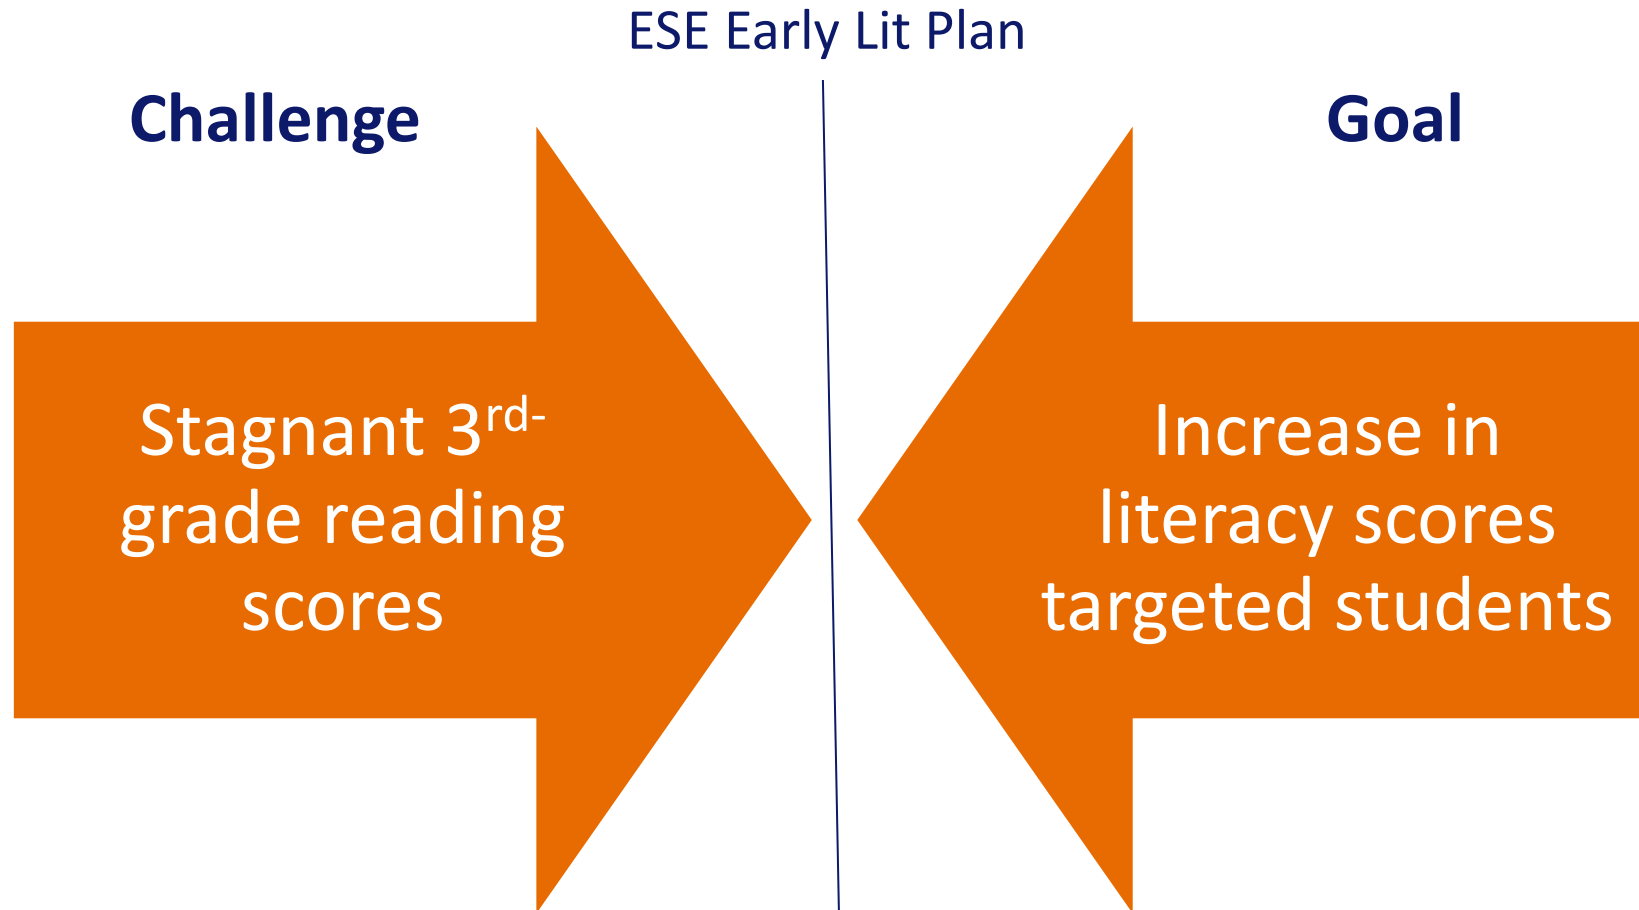 ESE Early Lit Plan
Challenge
Goal
Stagnant 3rd-
grade reading
scores
Increase in
literacy scores
targeted students